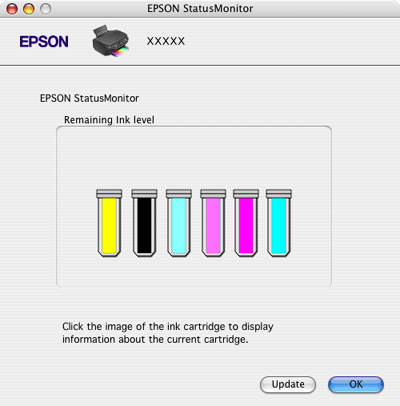 EPSON StatusMonitor
EPSON
XXXXX
EPSON StatusMonitor
Remaining Ink level
Click the image of the ink cartridge to display
information about the current cartridge.
Update
OK